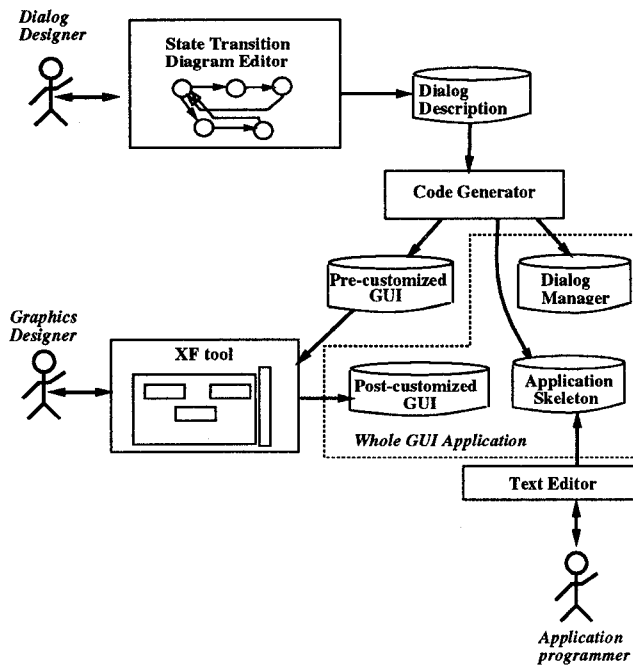 Dialog
Designer
State Transition
Diagram Editor
Dialog
Description
Code Generator
Pre-customized
GUI
Dialog
Manager
Graphics
Designer
XF tool
Post-customized
GUI
Application
Skeleton
Whole GUI Application
Text Editor
Application
programmer